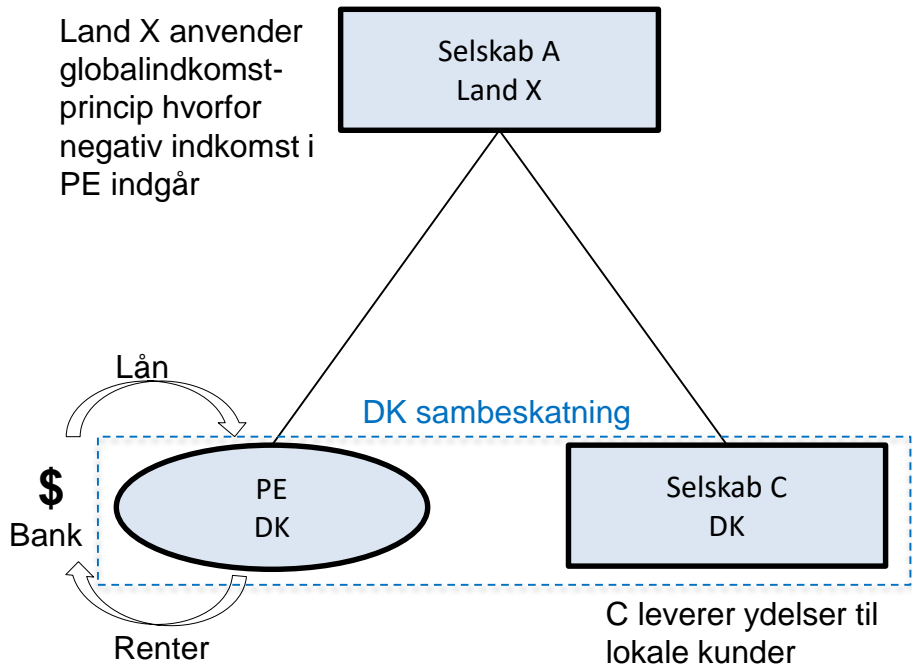 Land X anvender
globalindkomst-
princip hvorfor
negativ indkomst i
PE indgår
Selskab A
Land X
Lån
DK sambeskatning
$
Bank
PE
DK
Selskab C
DK
Renter
C leverer ydelser til
lokale kunder